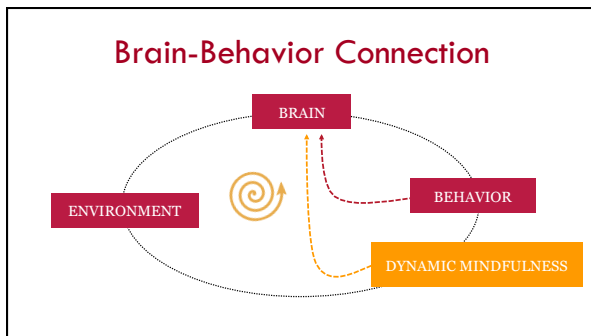 Brain-Behavior Connection
BRAIN
ENVIRONMENT
BEHAVIOR
DYNAMIC MINDFULNESS